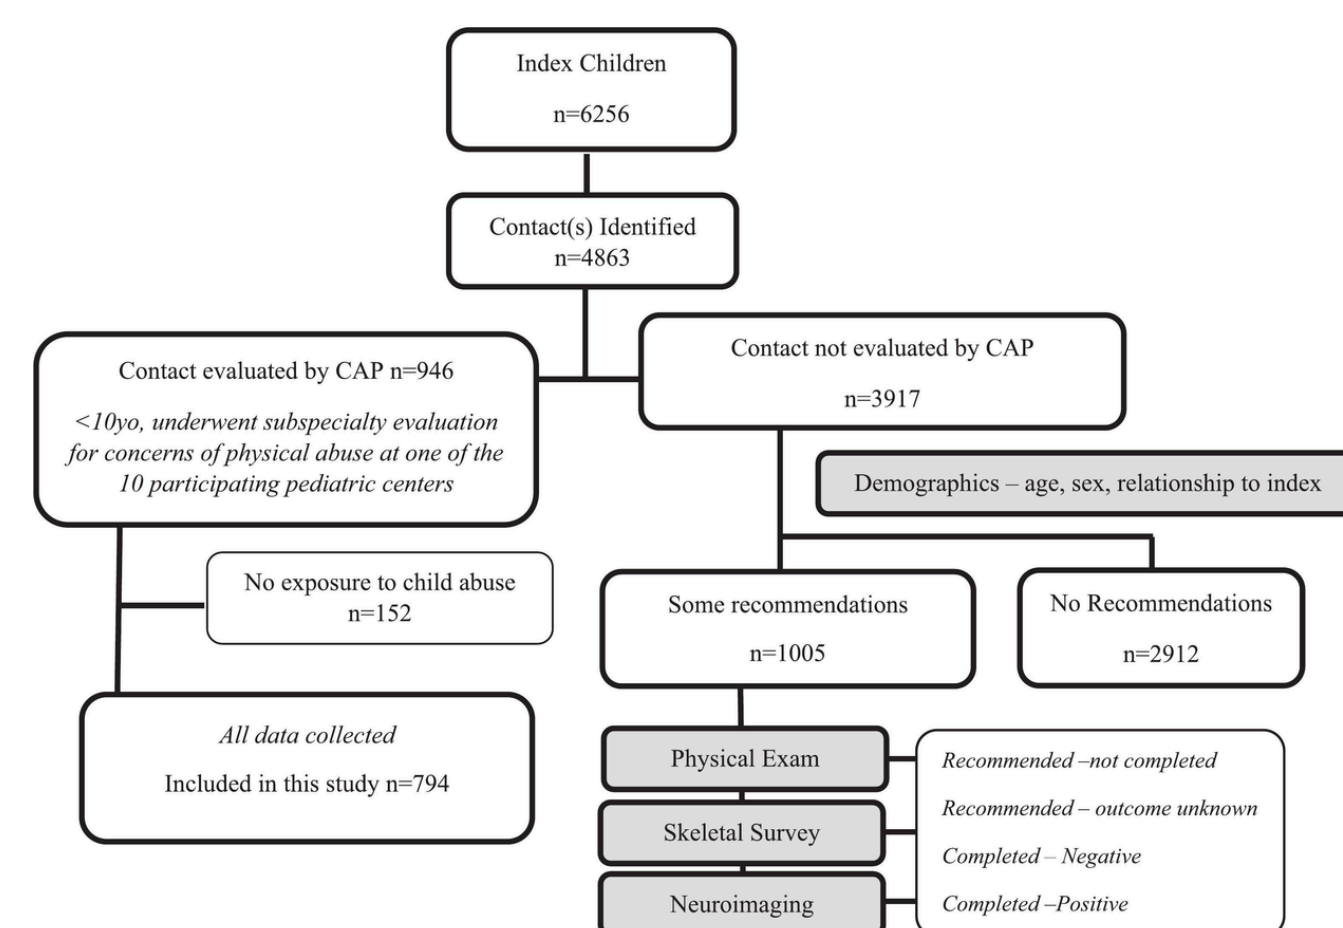 Index Children
n=6256
Contact(s) Identified
n=4863
Contact evaluated by CAP n=946
<10yo, underwent subspecialty evaluation
for concerns of physical abuse at one of the
10 participating pediatric centers
Contact not evaluated by CAP
n=3917
Demographics – age, sex, relationship to index
No exposure to child abuse
n=152
Some recommendations
n=1005
No Recommendations
n=2912
All data collected
Included in this study n=794
Physical Exam
Skeletal Survey
Neuroimaging
Recommended –not completed
Recommended – outcome unknown
Completed – Negative
Completed –Positive